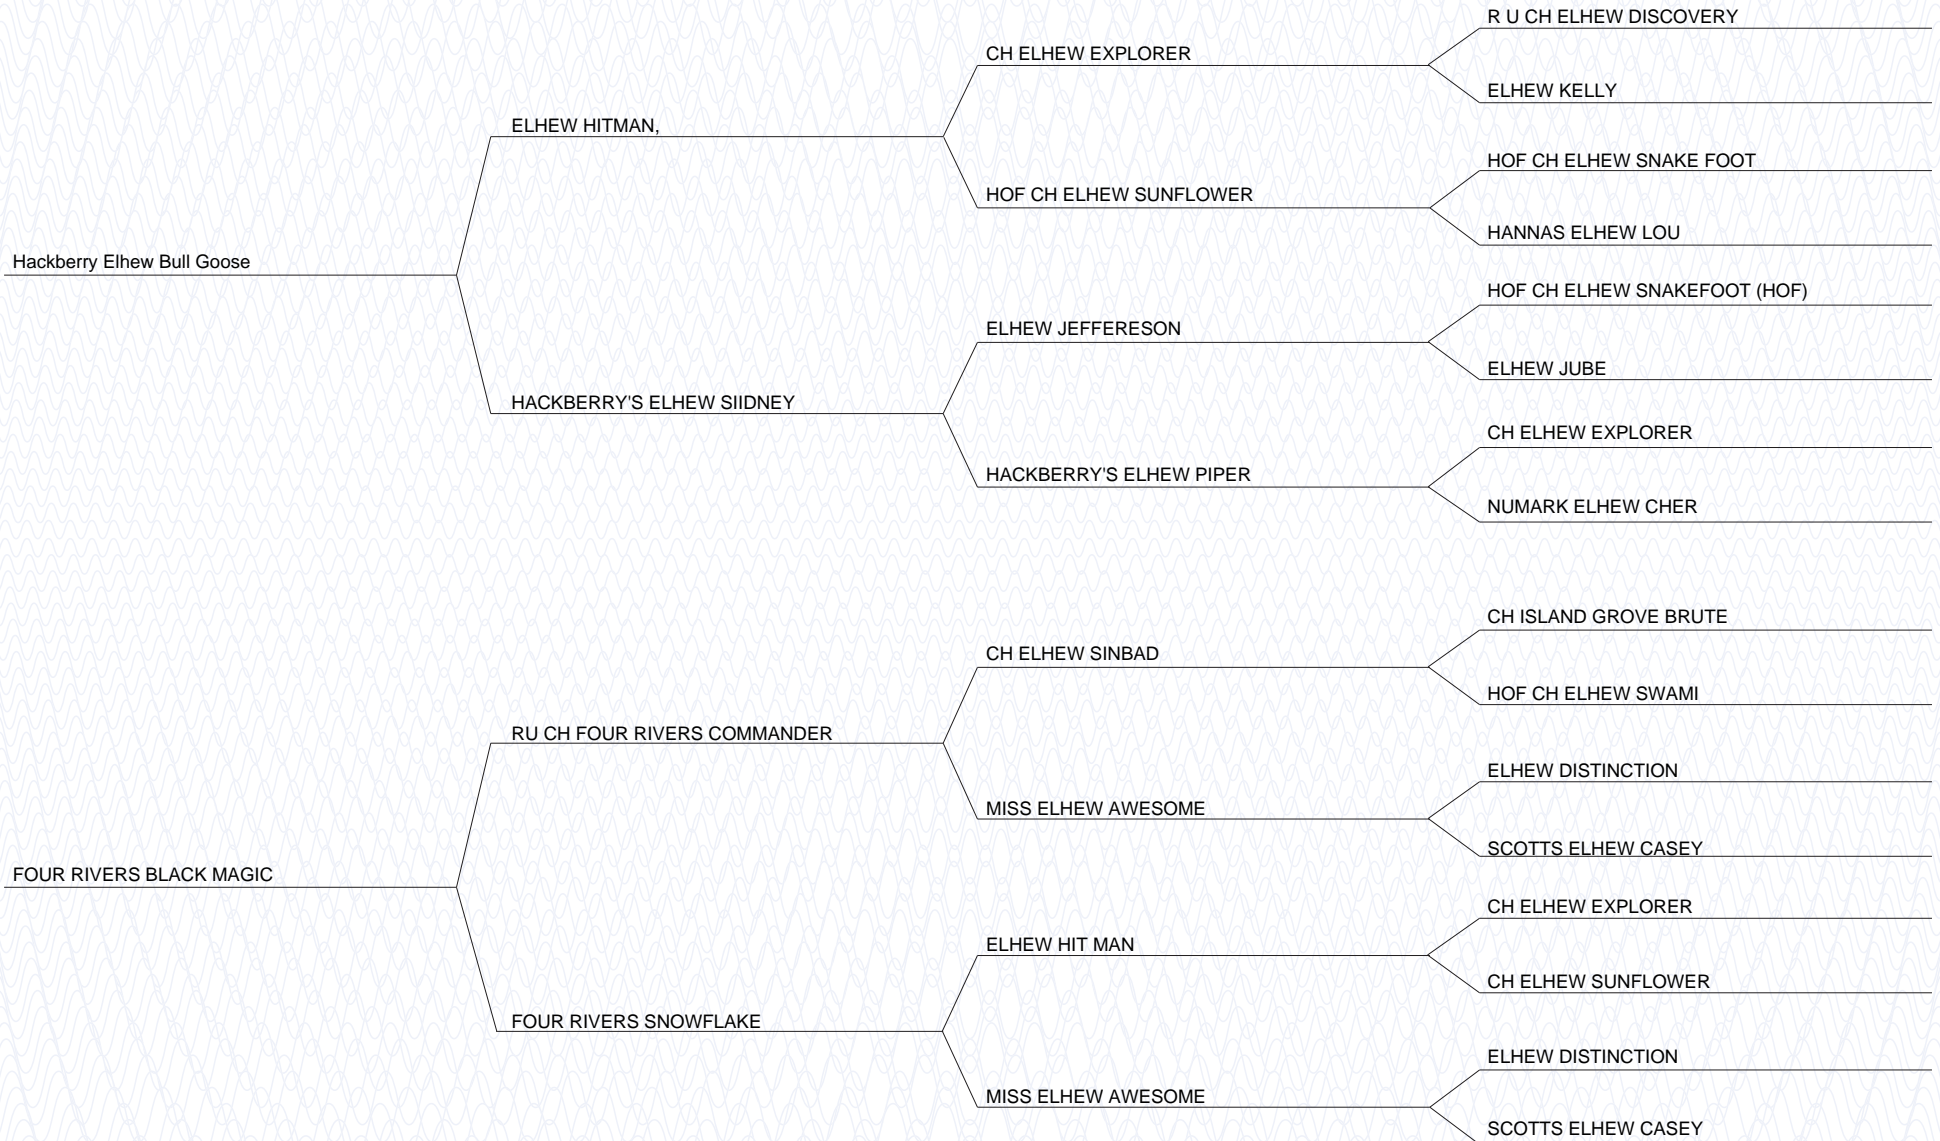 R U CH ELHEW DISCOVERY
CH ELHEW EXPLORER
ELHEW KELLY
ELHEW HITMAN,
HOF CH ELHEW SNAKE FOOT
HOF CH ELHEW SUNFLOWER
HANNAS ELHEW LOU
Hackberry Elhew Bull Goose
HOF CH ELHEW SNAKEFOOT (HOF)
ELHEW JEFFERESON
ELHEW JUBE
HACKBERRY'S ELHEW SIIDNEY
CH ELHEW EXPLORER
HACKBERRY'S ELHEW PIPER
NUMARK ELHEW CHER
CH ISLAND GROVE BRUTE
CH ELHEW SINBAD
HOF CH ELHEW SWAMI
RU CH FOUR RIVERS COMMANDER
ELHEW DISTINCTION
MISS ELHEW AWESOME
SCOTTS ELHEW CASEY
FOUR RIVERS BLACK MAGIC
CH ELHEW EXPLORER
ELHEW HIT MAN
CH ELHEW SUNFLOWER
FOUR RIVERS SNOWFLAKE
ELHEW DISTINCTION
MISS ELHEW AWESOME
SCOTTS ELHEW CASEY